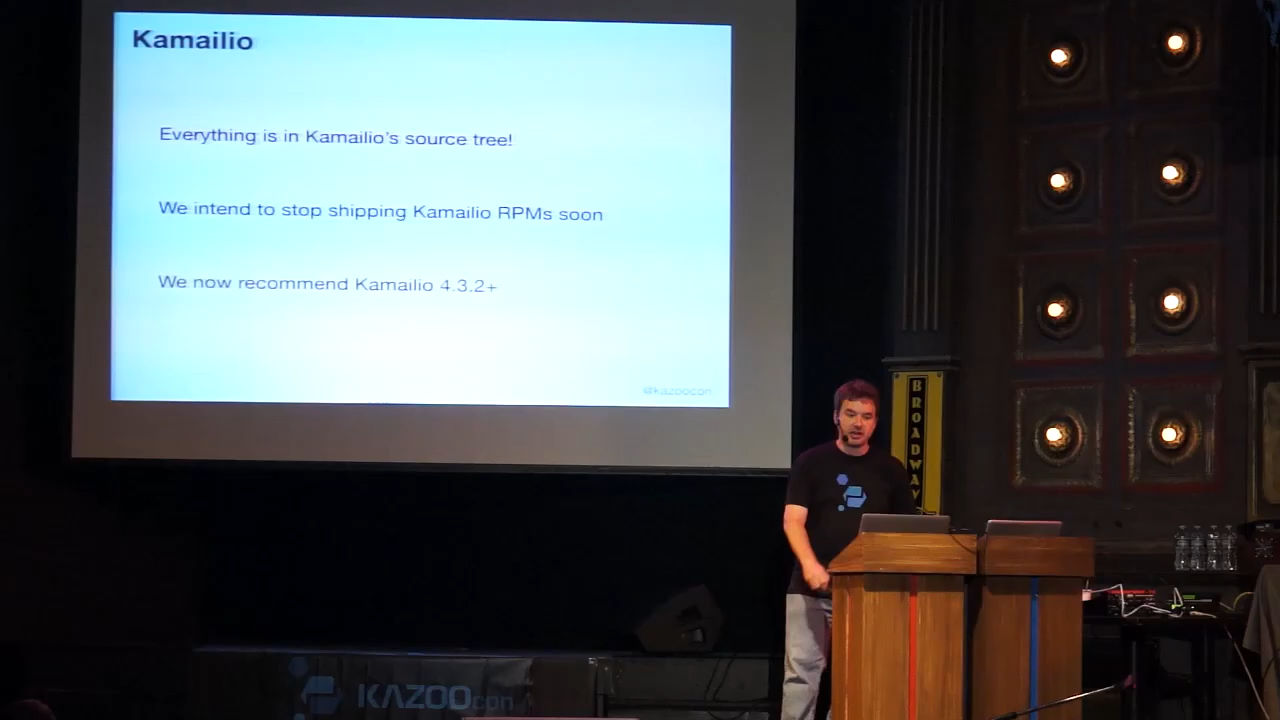 Kamailio
Everything is in Kamailio's source tree!
We intend to stop shipping Kamailio RPMs soon
We now recommend Kamailio 4.3.2+
@kazoocon
BROADWAY
KAZOOcon